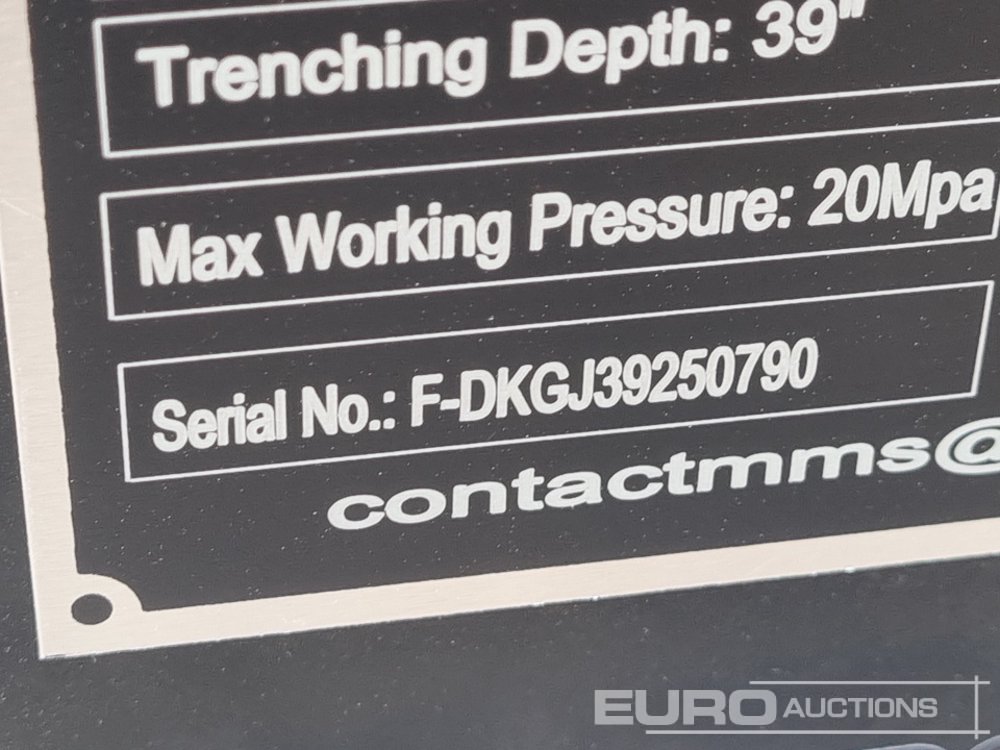 Trenching Depth: 39"
Max Working Pressure: 20Mpa
Serial No.: F-DKGJ39250790
contactmms@
EURO AUCTIONS